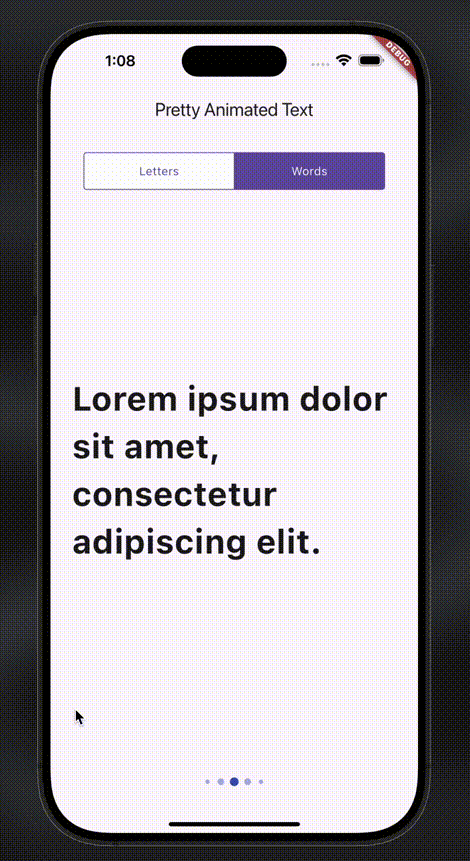 1:08
DEBUG
Pretty Animated Text
Letters
Words
Lorem ipsum dolor
sit amet,
consectetur
adipiscing elit.